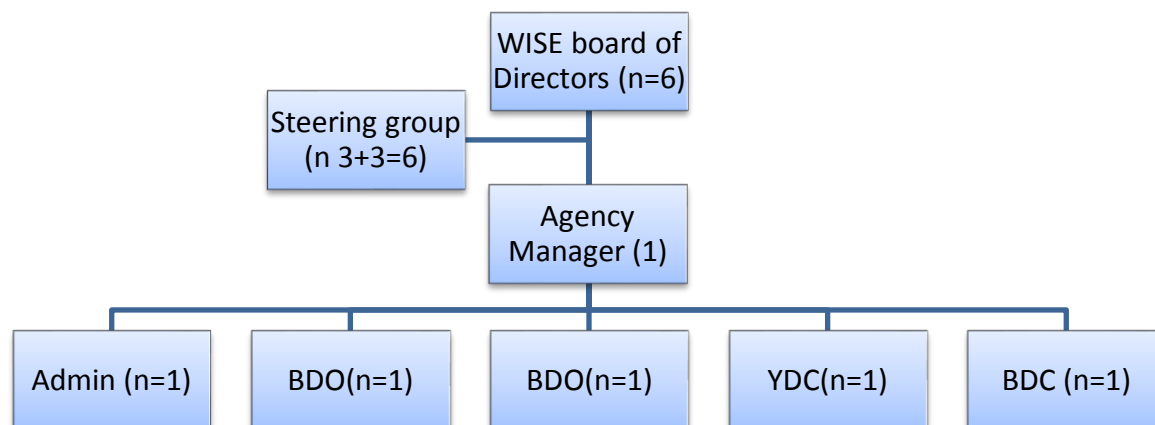 WISE board of
Directors (n=6)
Steering group
(n 3+3=6)
Agency
Manager (1)
Admin (n=1)
BDO(n=1)
BDO(n=1)
YDC(n=1)
BDC (n=1)